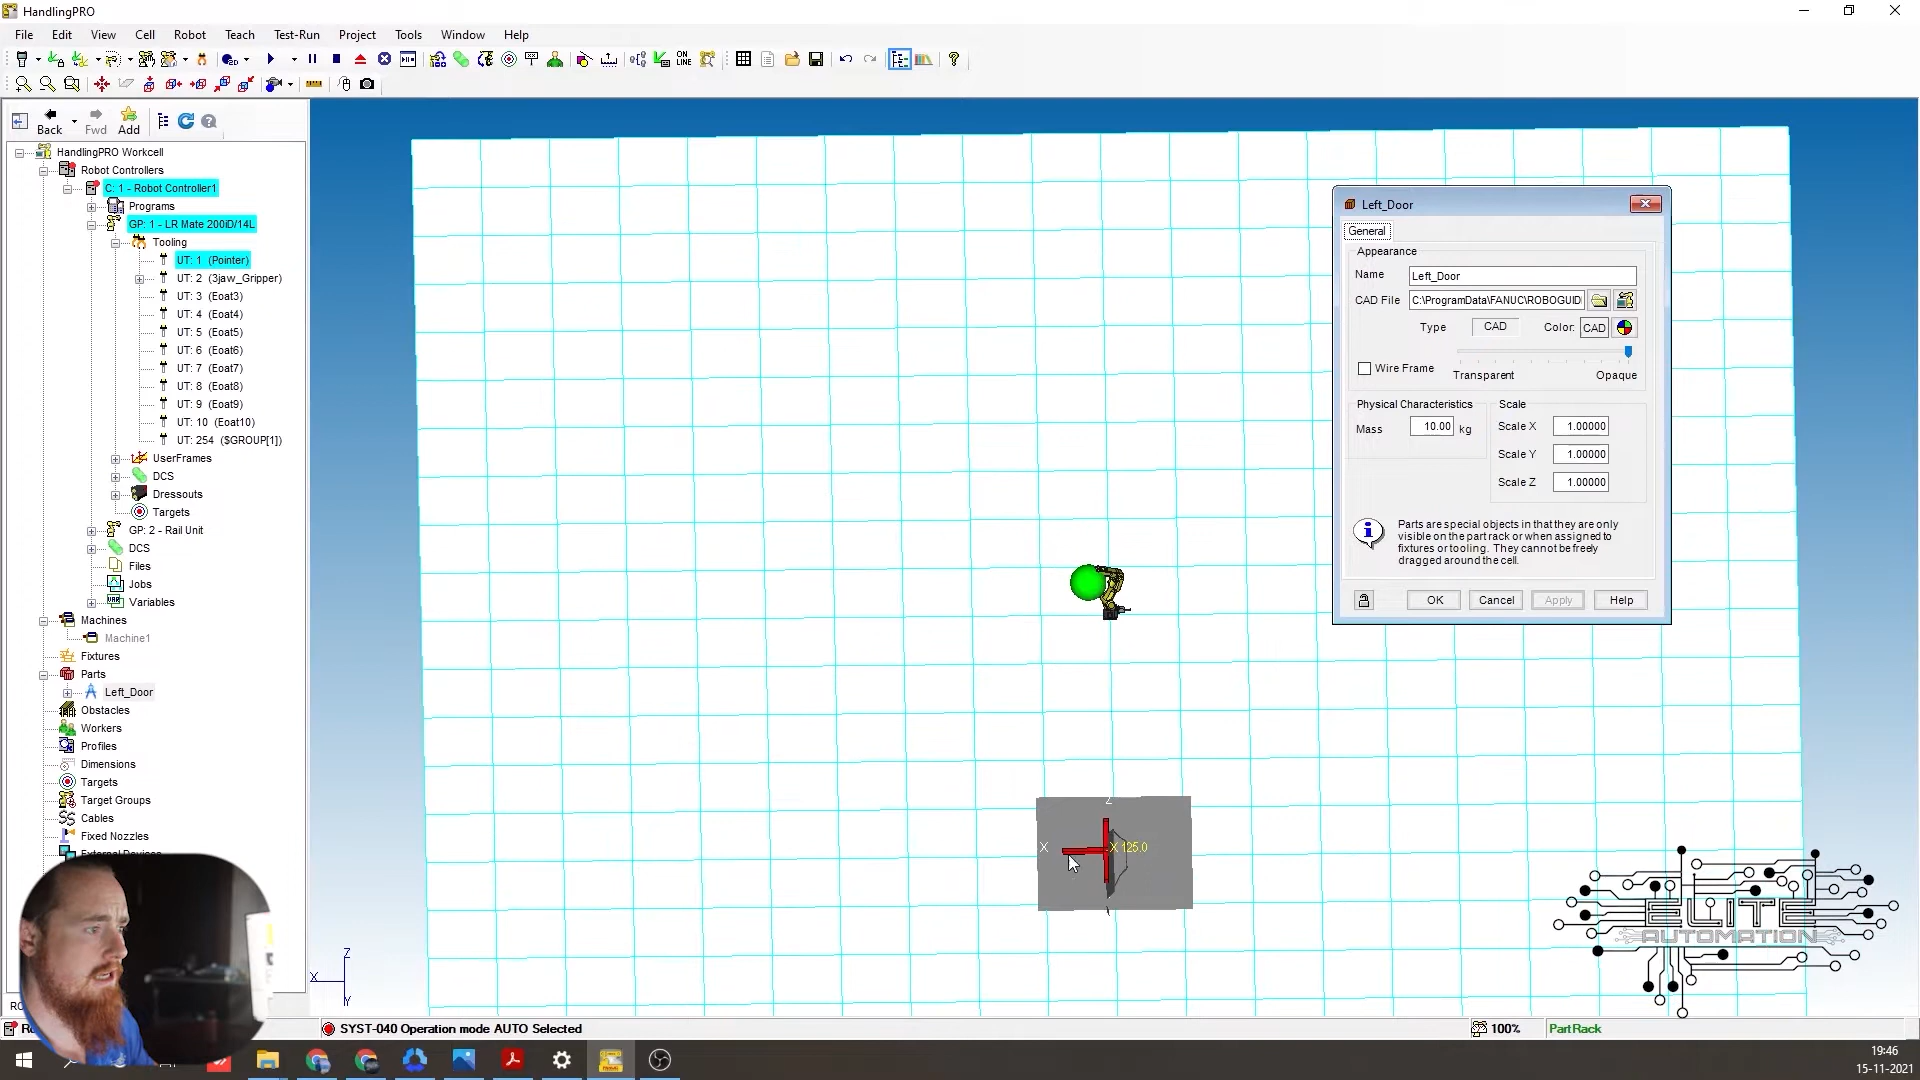 HandlingPRO
File Edit View Cell Robot Teach Test-Run Project Tools Window Help
ON LINE
Back Fwd Add
HandlingPRO Workcell
Robot Controllers
C: 1 - Robot Controller1
Programs
GP: 1 - LR Mate 200iD/14L
Tooling
UT: 1 (Pointer)
UT: 2 (3jaw_Gripper)
UT: 3 (Eoat3)
UT: 4 (Eoat4)
UT: 5 (Eoat5)
UT: 6 (Eoat6)
UT: 7 (Eoat7)
UT: 8 (Eoat8)
UT: 9 (Eoat9)
UT: 10 (Eoat10)
UT: 254 ($GROUP[1])
UserFrames
DCS
Dressouts
Targets
GP: 2 - Rail Unit
DCS
Files
Jobs
Variables
Machines
Machine1
Fixtures
Parts
Left_Door
Obstacles
Workers
Profiles
Dimensions
Targets
Target Groups
Cables
Fixed Nozzles
External Devices
Left_Door
General
Appearance
Name Left_Door
CAD File C:\ProgramData\FANUC\ROBOGUID
Type CAD Color: CAD
Wire Frame Transparent Opaque
Physical Characteristics
Mass 10.00 kg
Scale
Scale X 1.00000
Scale Y 1.00000
Scale Z 1.00000
Parts are special objects in that they are only
visible on the part rack or when assigned to
fixtures or tooling. They cannot be freely
dragged around the cell.
OK Cancel Apply Help
Z
X X 125.0
Z
X
Y
ELITE
AUTOMATION
SYST-040 Operation mode AUTO Selected
100%
PartRack
19:46
15-11-2021